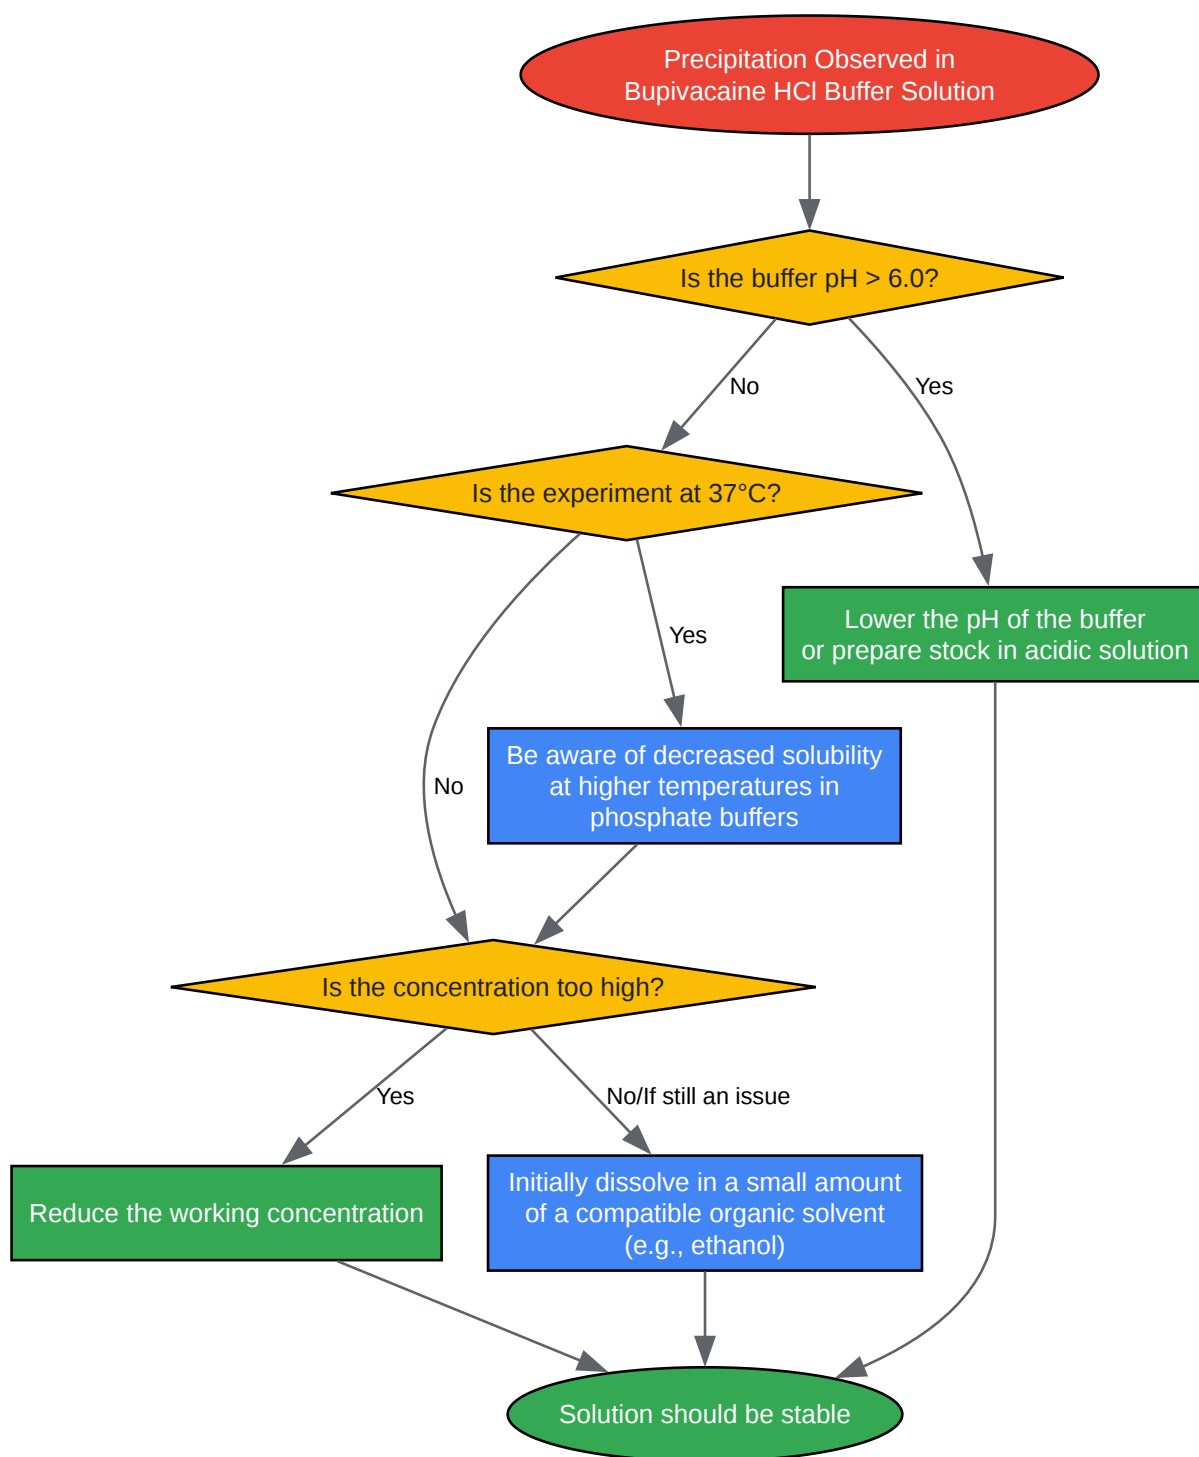 Precipitation Observed in
Bupivacaine HCl Buffer Solution
Is the buffer pH > 6.0?
No
Yes
Is the experiment at 37°C?
Lower the pH of the buffer
or prepare stock in acidic solution
Yes
Be aware of decreased solubility
at higher temperatures in
phosphate buffers
No
Is the concentration too high?
Yes
No/If still an issue
Reduce the working concentration
Initially dissolve in a small amount
of a compatible organic solvent
(e.g., ethanol)
Solution should be stable